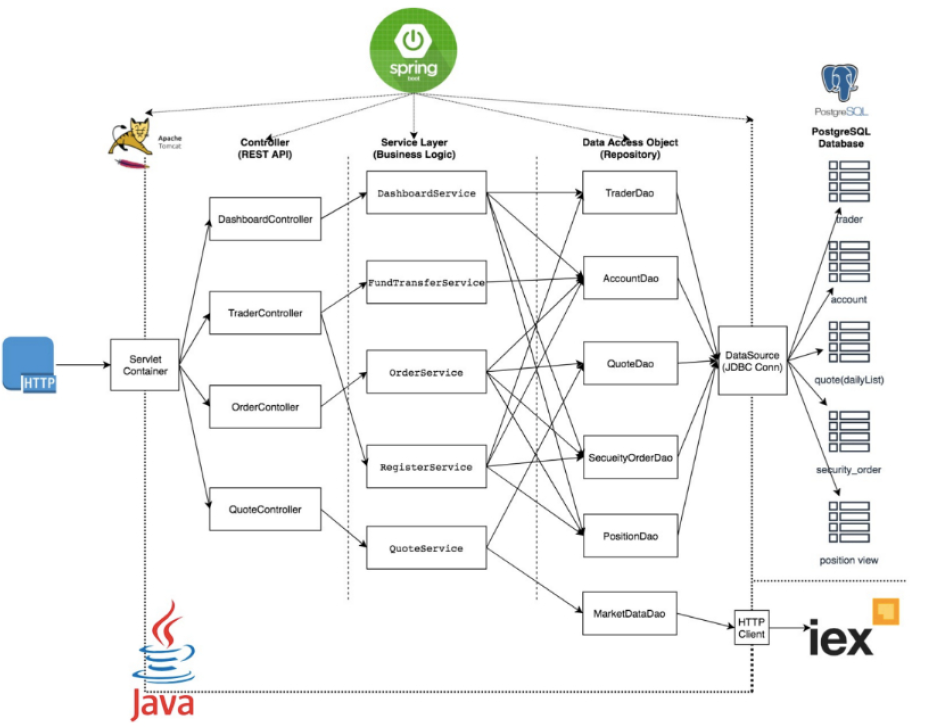 spring
boot
PostgreSQL
Apache
Tomcat
Controller
(REST API)
Service Layer
(Business Logic)
Data Access Object
(Repository)
PostgreSQL
Database
DashboardController
TraderController
OrderContoller
QuoteController
DashboardService
FundTransferService
OrderService
RegisterService
QuoteService
TraderDao
AccountDao
QuoteDao
SecueityOrderDao
PositionDao
MarketDataDao
HTTP
Servlet
Container
DataSource
(JDBC Conn)
trader
account
quote(dailyList)
security_order
position view
HTTP
Client
iex
Java